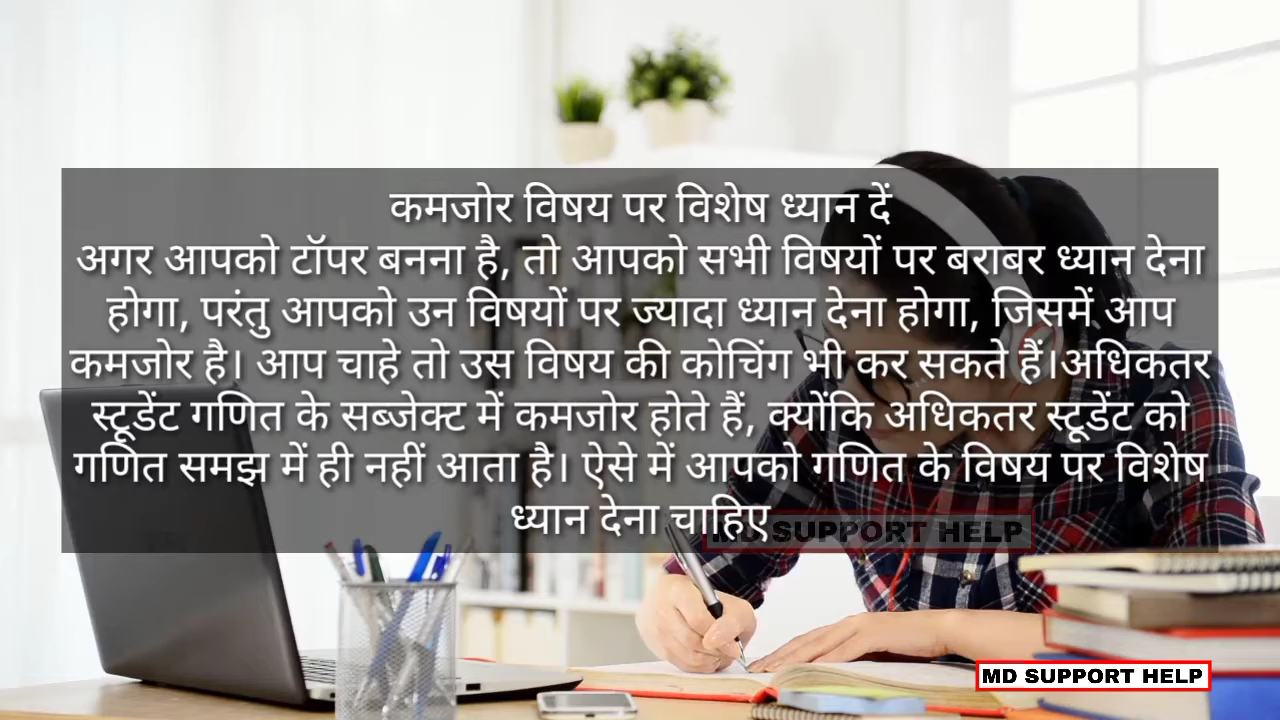 कमजोर विषय पर विशेष ध्यान दें
अगर आपको टॉपर बनना है, तो आपको सभी विषयों पर बराबर ध्यान देना
होगा, परंतु आपको उन विषयों पर ज्यादा ध्यान देना होगा, जिसमें आप
कमजोर है। आप चाहे तो उस विषय की कोचिंग भी कर सकते हैं।अधिकतर
स्टूडेंट गणित के सब्जेक्ट में कमजोर होते हैं, क्योंकि अधिकतर स्टूडेंट को
गणित समझ में ही नहीं आता है। ऐसे में आपको गणित के विषय पर विशेष
ध्यान देना चाहिए
MD SUPPORT HELP
MD SUPPORT HELP